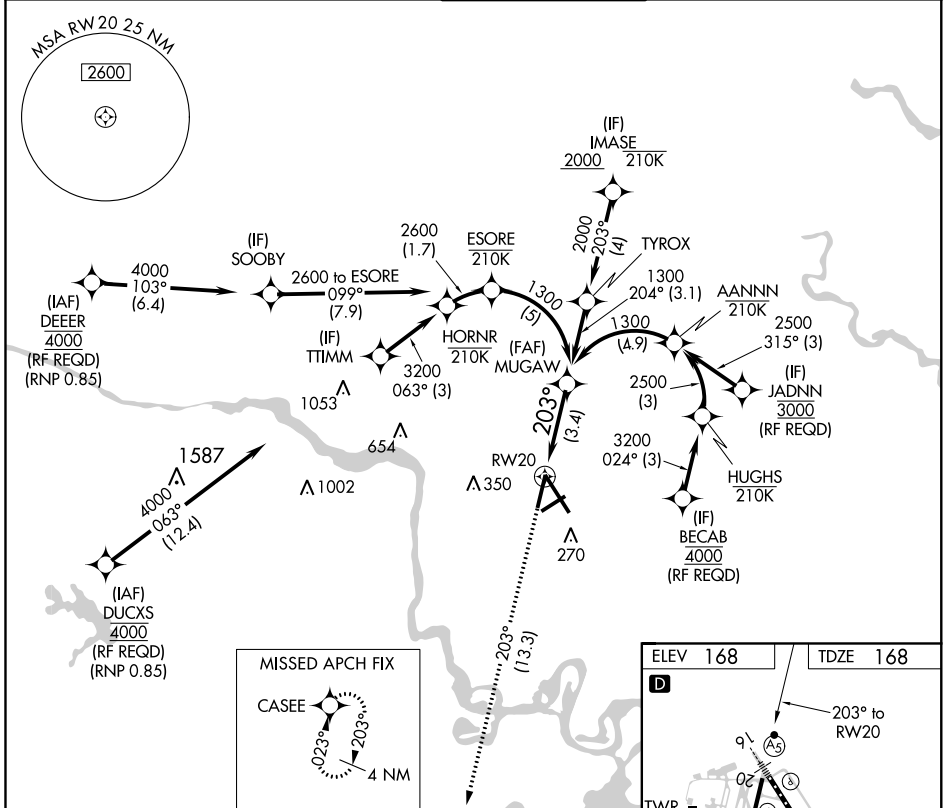 MSA RW20 25 NM
2600
(IF)
IMASE
2000 210K
2000
203°
(4)
TYROX
1300
204° (3.1)
ESORE
210K
2600
(1.7)
(IF)
SOOBY
4000
103°
(6.4)
2600 to ESORE
099°
(7.9)
(IAF)
DEEER
4000
(RF REQD)
(RNP 0.85)
(IF)
TTIMM
3200
063° (3)
HORNR
210K
1300
(5)
(FAF)
MUGAW
1300
(4.9)
AANNN
210K
2500
315° (3)
(IF)
JADNN
3000
(RF REQD)
2500
(3)
HUGHS
210K
3200
024° (3)
(IF)
BECAB
4000
(RF REQD)
203°
(3.4)
RW20
1053
654
1587
1002
350
270
4000
063°
(12.4)
(IAF)
DUCXS
4000
(RF REQD)
(RNP 0.85)
203°
(13.3)
MISSED APCH FIX
CASEE
023°
203°
4 NM
ELEV 168
TDZE 168
D
203° to
RW20
A5
16
20
TWR